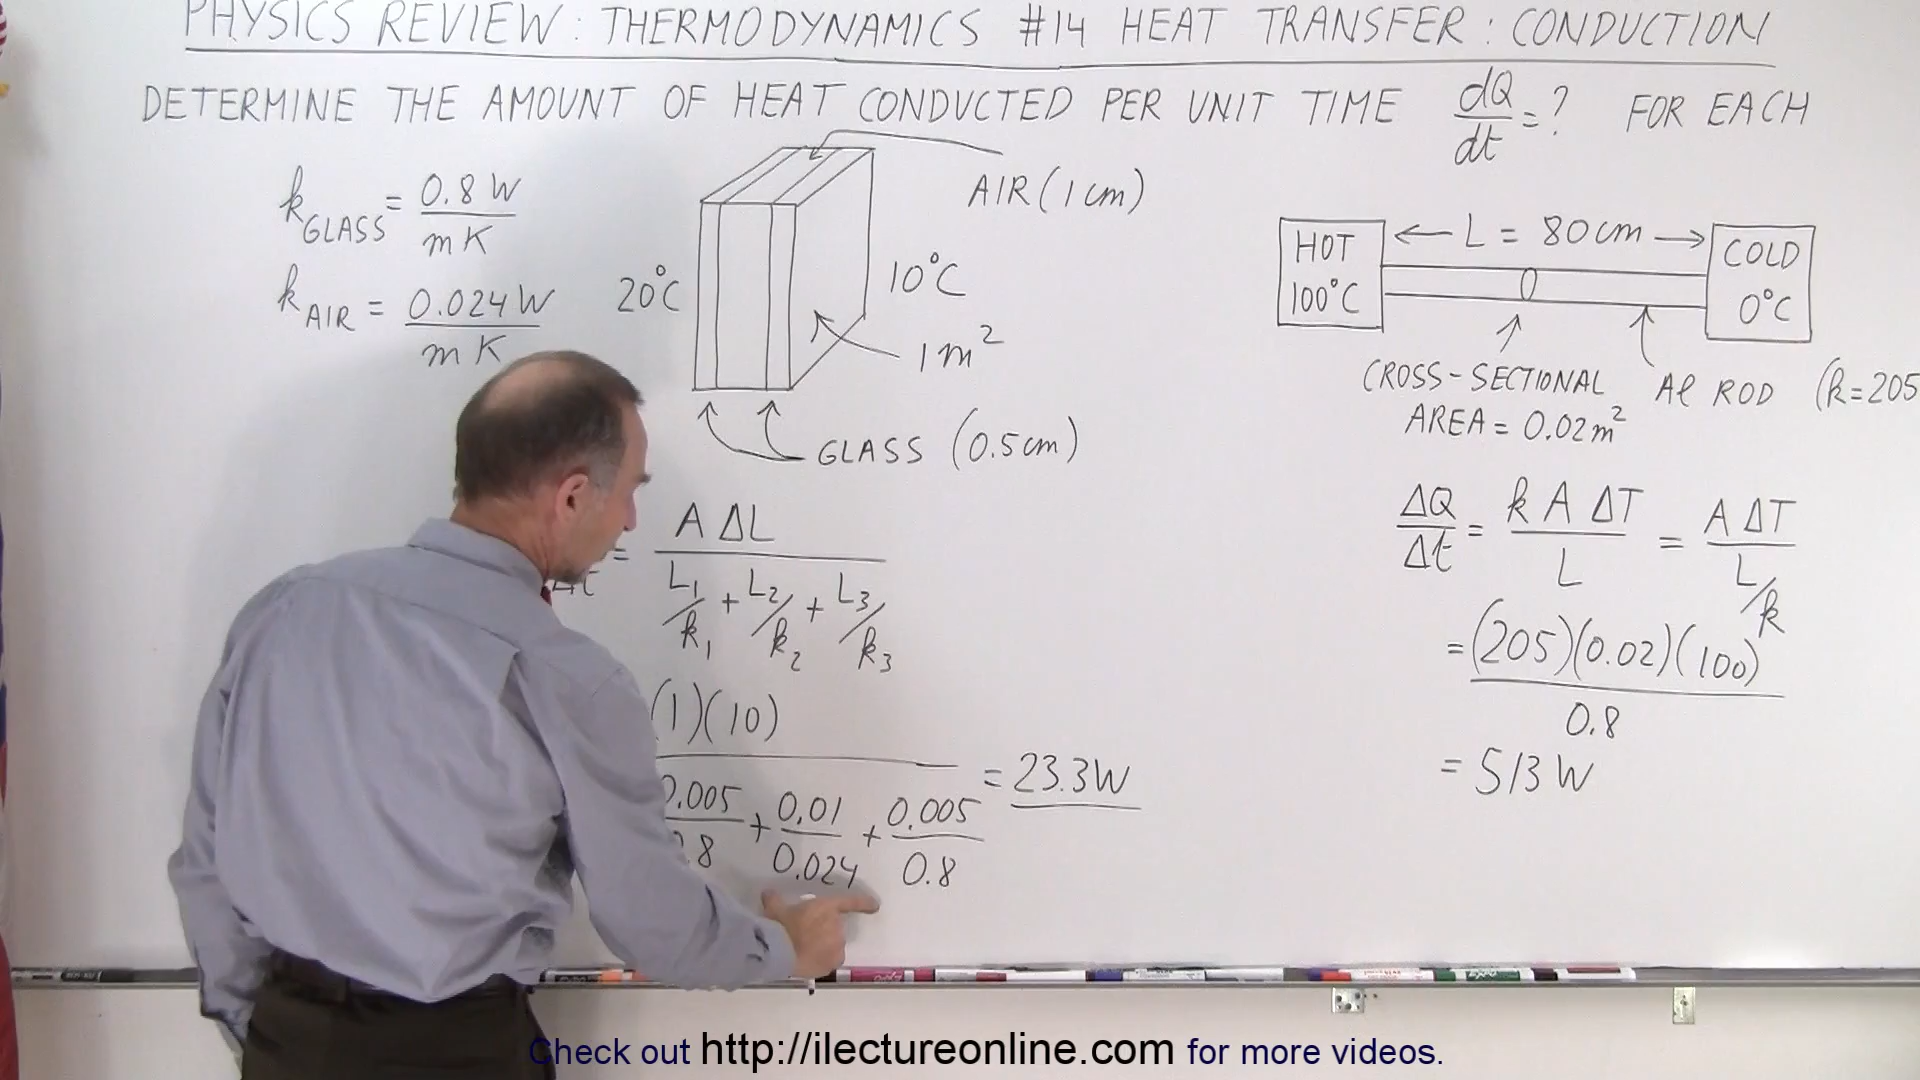 PHYSICS REVIEW: THERMODYNAMICS #14 HEAT TRANSFER: CONDUCTION
DETERMINE THE AMOUNT OF HEAT CONDUCTED PER UNIT TIME dQ/dt = ? FOR EACH
k GLASS = 0.8 W / m K
k AIR = 0.024 W / m K
AIR (1 cm)
20°C
10°C
1 m²
GLASS (0.5 cm)
HOT
100°C
← L = 80 cm →
COLD
0°C
CROSS-SECTIONAL
AREA = 0.02 m²
Al ROD (k=205
= A ΔL / (L₁/k₁ + L₂/k₂ + L₃/k₃)
(1)(10)
0.005/0.8 + 0.01/0.024 + 0.005/0.8 = 23.3 W
ΔQ/Δt = k A ΔT / L = A ΔT / (L/k)
= (205)(0.02)(100) / 0.8
= 513 W
Check out http://ilectureonline.com for more videos.